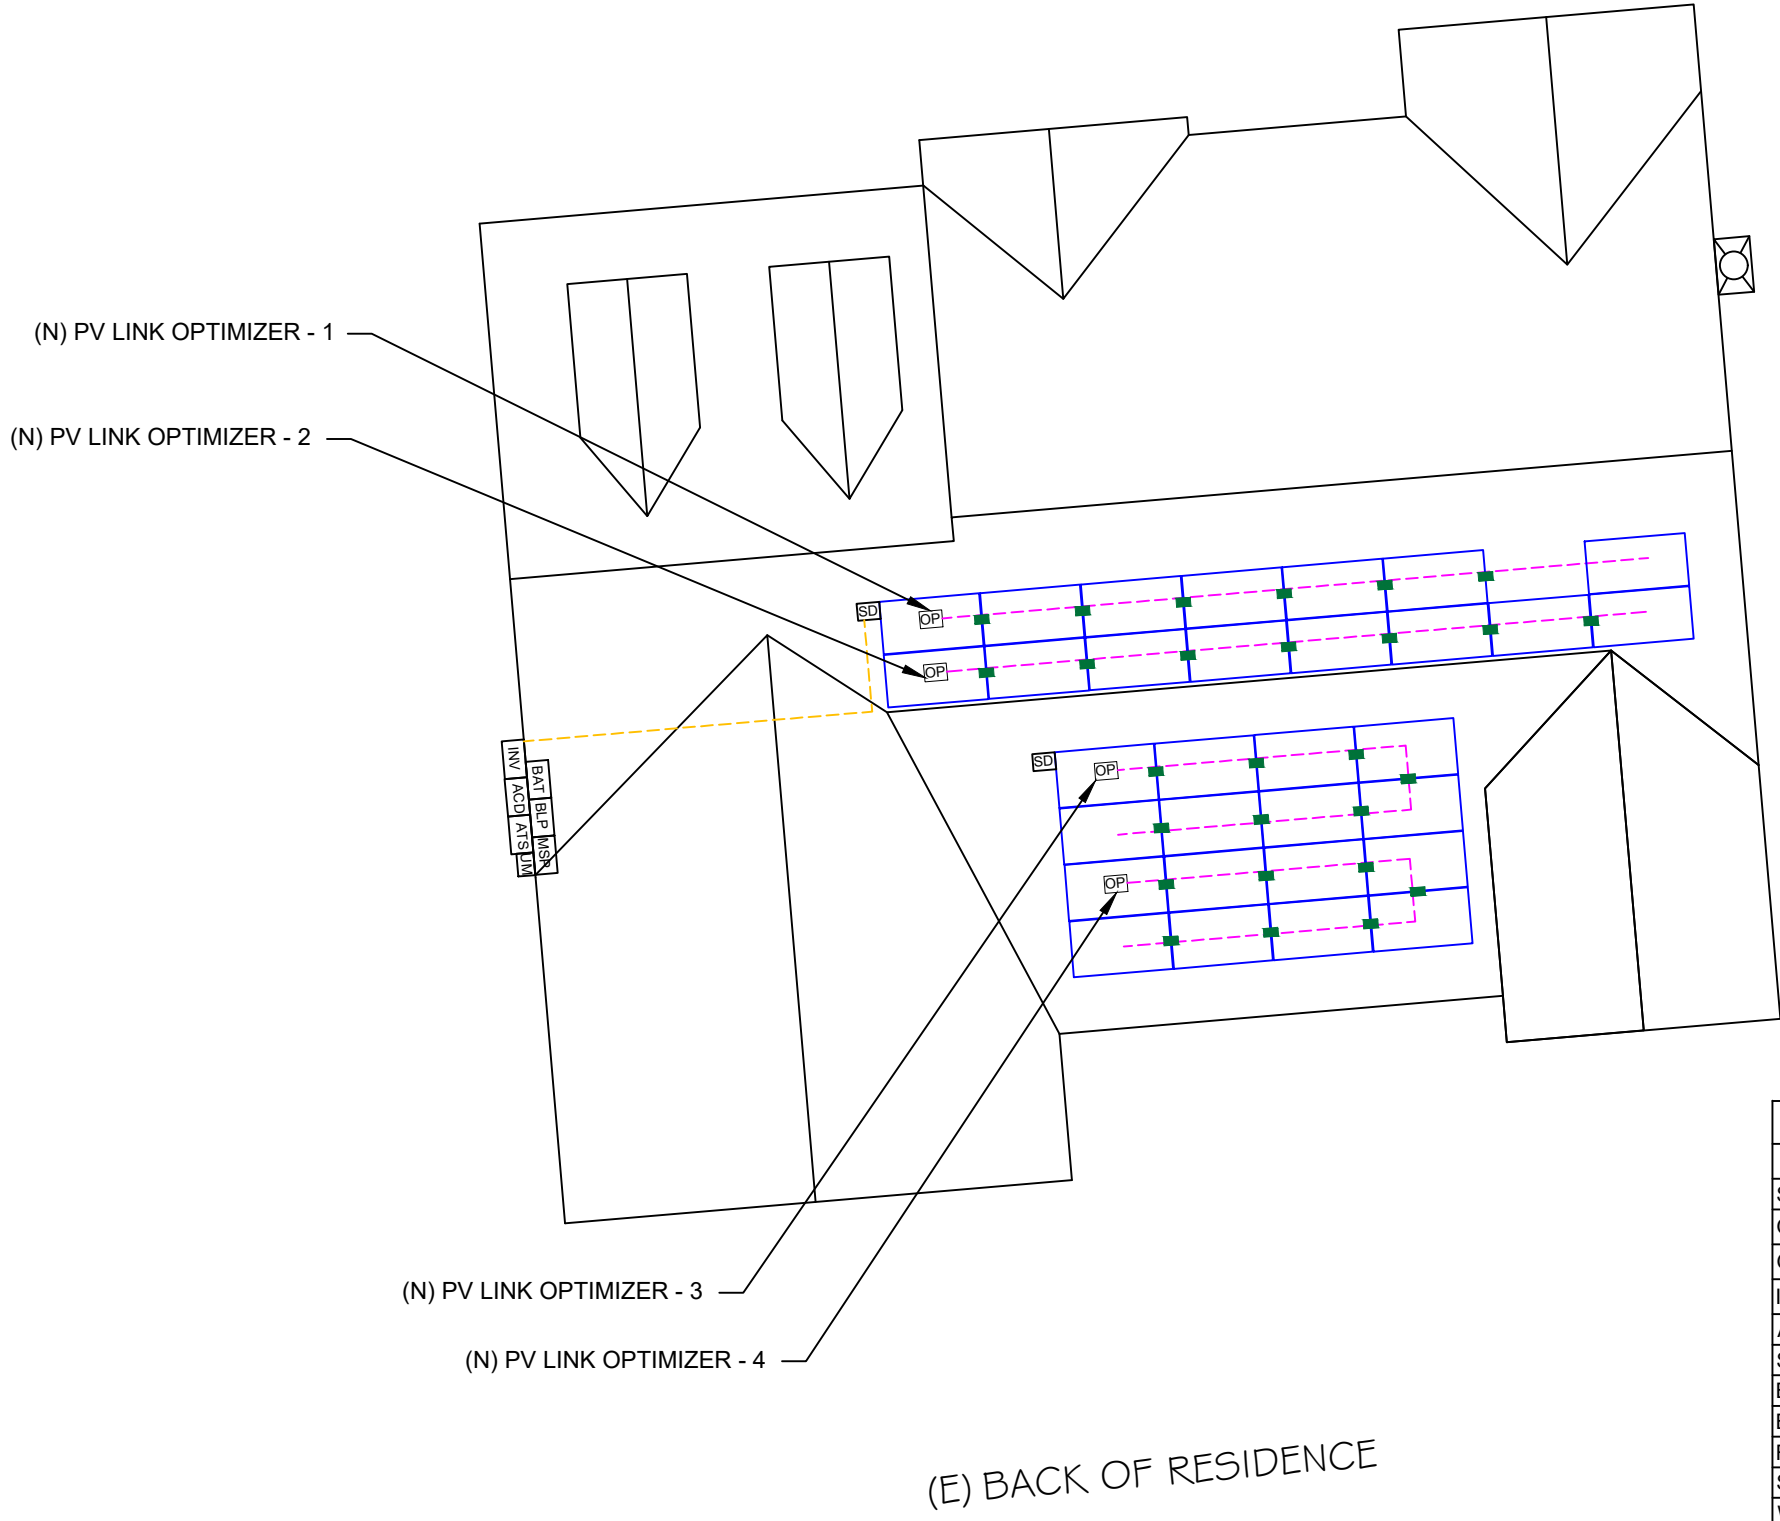 (N) PV LINK OPTIMIZER - 1
(N) PV LINK OPTIMIZER - 2
SD
OP
OP
SD
OP
OP
INV
BAT
ACD
BLP
ATS
MSP
UM
(N) PV LINK OPTIMIZER - 3
(N) PV LINK OPTIMIZER - 4
(E) BACK OF RESIDENCE